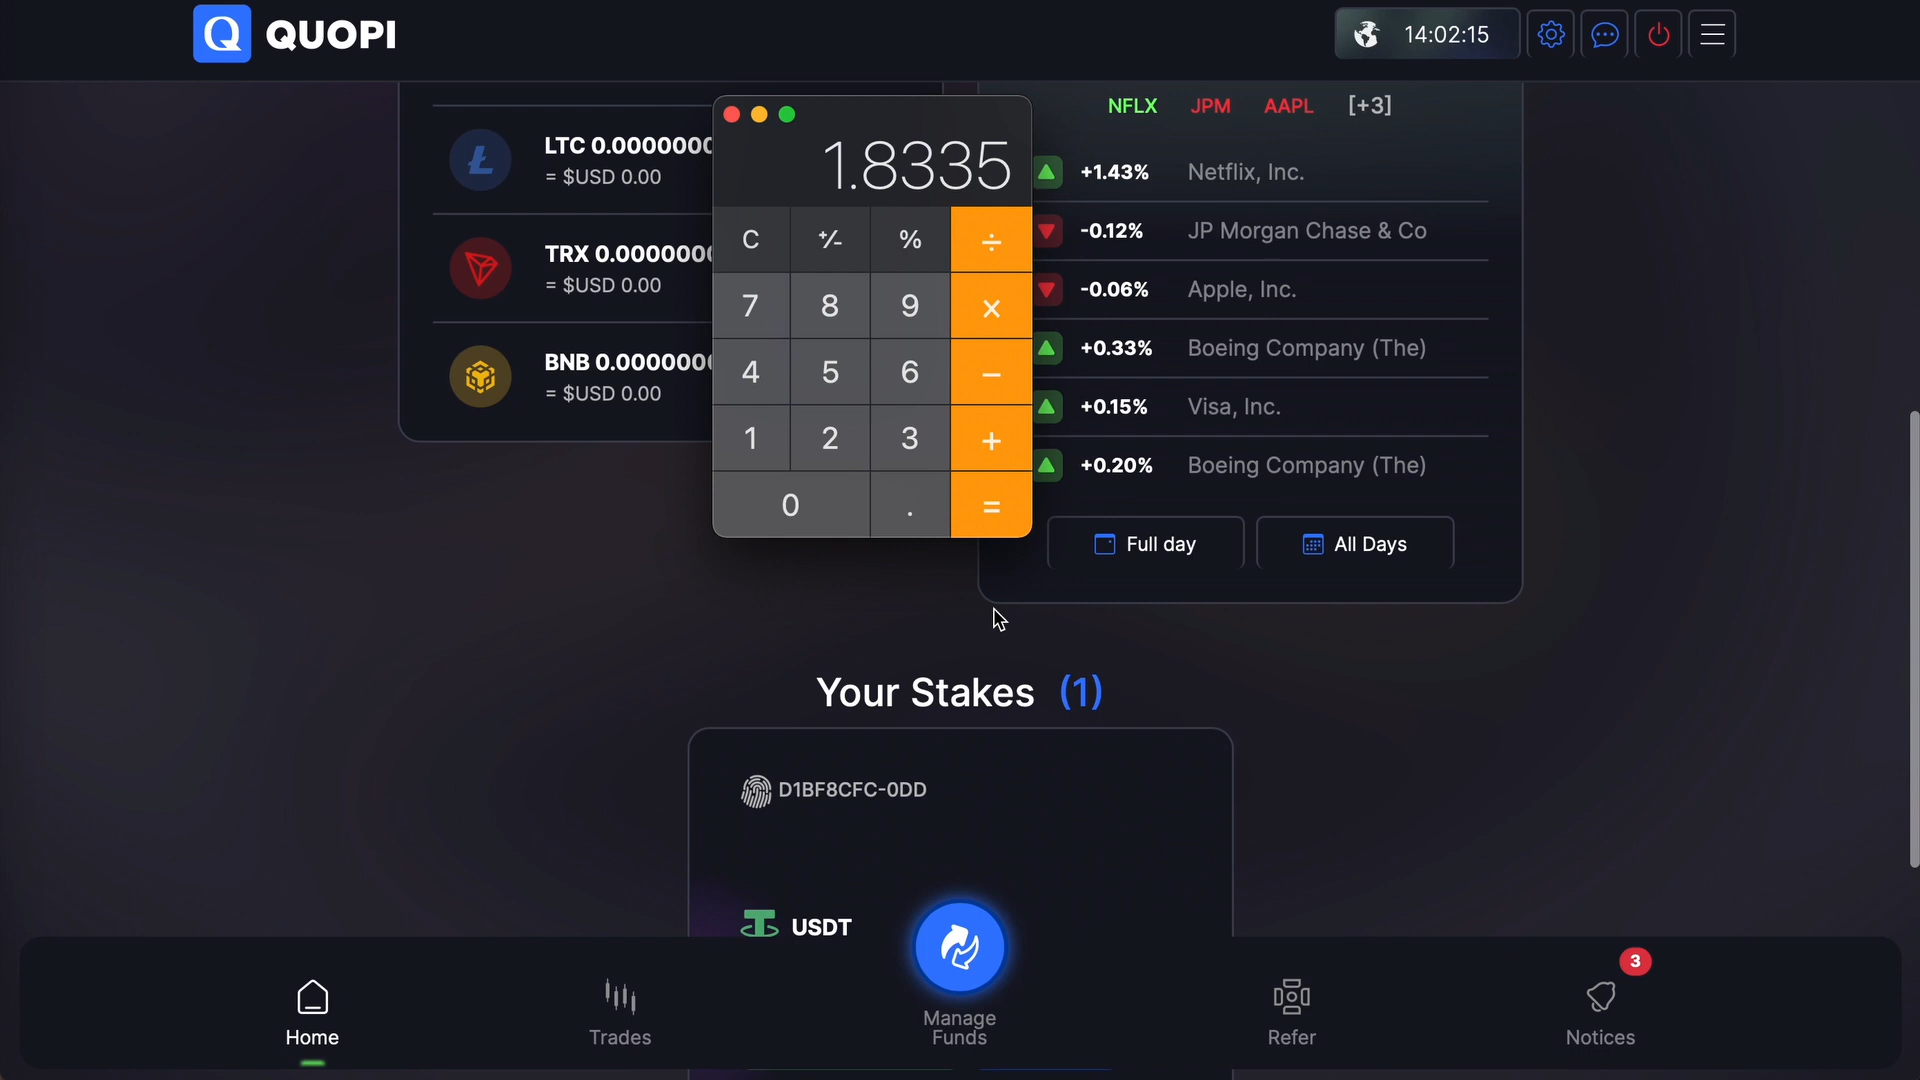 QUOPI
14:02:15
NFLX JPM AAPL [+3]
LTC 0.0000000
= $USD 0.00
TRX 0.000000
= $USD 0.00
BNB 0.000000
= $USD 0.00
1.8335
C +/- % ÷
7 8 9 ×
4 5 6 −
1 2 3 +
0 . =
+1.43% Netflix, Inc.
-0.12% JP Morgan Chase & Co
-0.06% Apple, Inc.
+0.33% Boeing Company (The)
+0.15% Visa, Inc.
+0.20% Boeing Company (The)
Full day
All Days
Your Stakes (1)
D1BF8CFC-0DD
USDT
Home
Trades
Manage
Funds
Refer
3
Notices